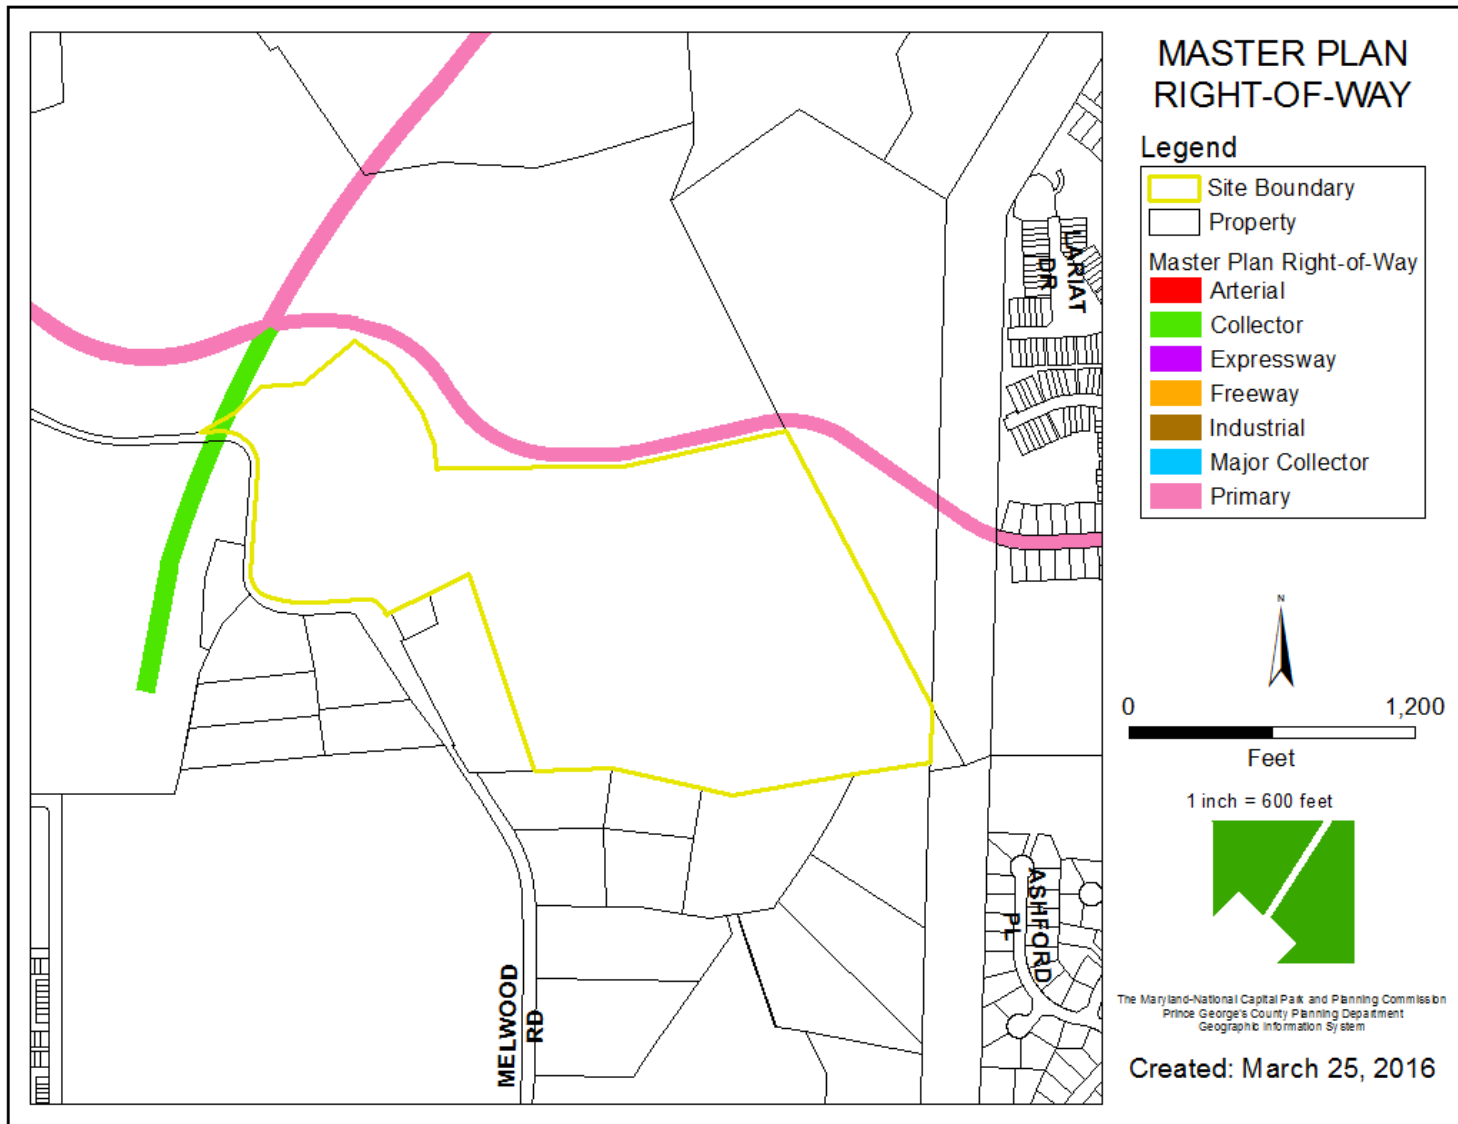 MASTER PLAN
RIGHT-OF-WAY
Legend
Site Boundary
Property
Master Plan Right-of-Way
Arterial
Collector
Expressway
Freeway
Industrial
Major Collector
Primary
LARIAT
DR
N
0 1,200
Feet
1 inch = 600 feet
ASHFORD
PL
MELWOOD
RD
The Maryland-National Capital Park and Planning Commission
Prince George's County Planning Department
Geographic Information System
Created: March 25, 2016